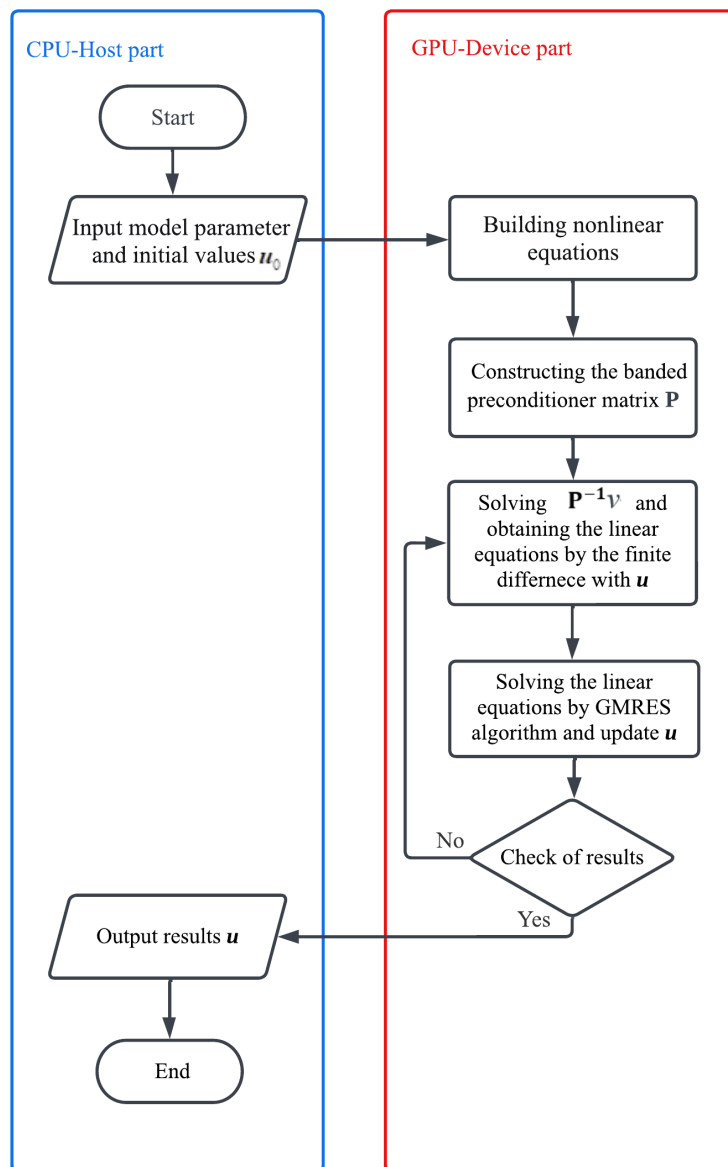 CPU-Host part
GPU-Device part
Start
Input model parameter
and initial values u₀
Building nonlinear
equations
Constructing the banded
preconditioner matrix P
Solving P⁻¹v and
obtaining the linear
equations by the finite
differnece with u
Solving the linear
equations by GMRES
algorithm and update u
Check of results
No
Yes
Output results u
End